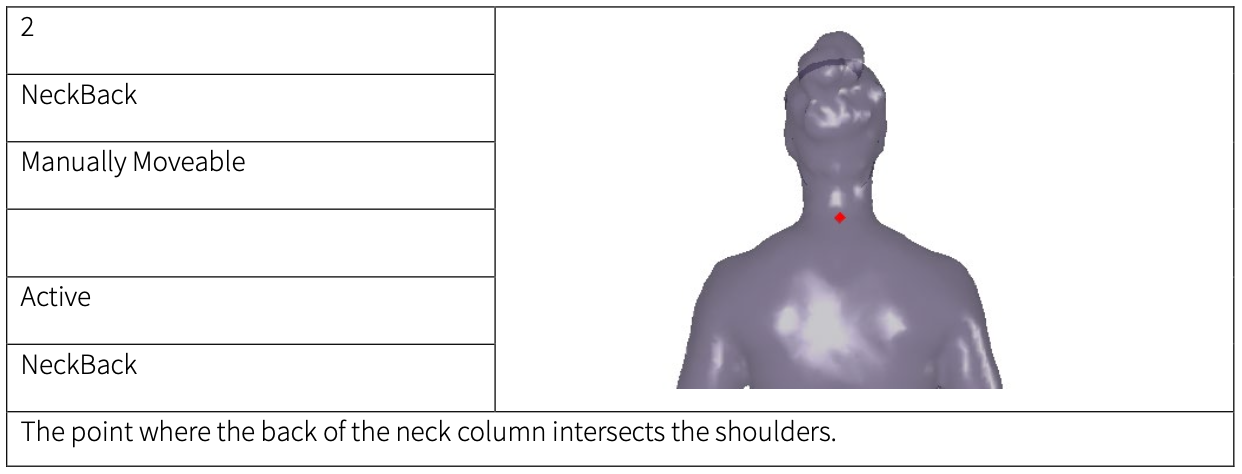 2
NeckBack
Manually Moveable
Active
NeckBack
The point where the back of the neck column intersects the shoulders.